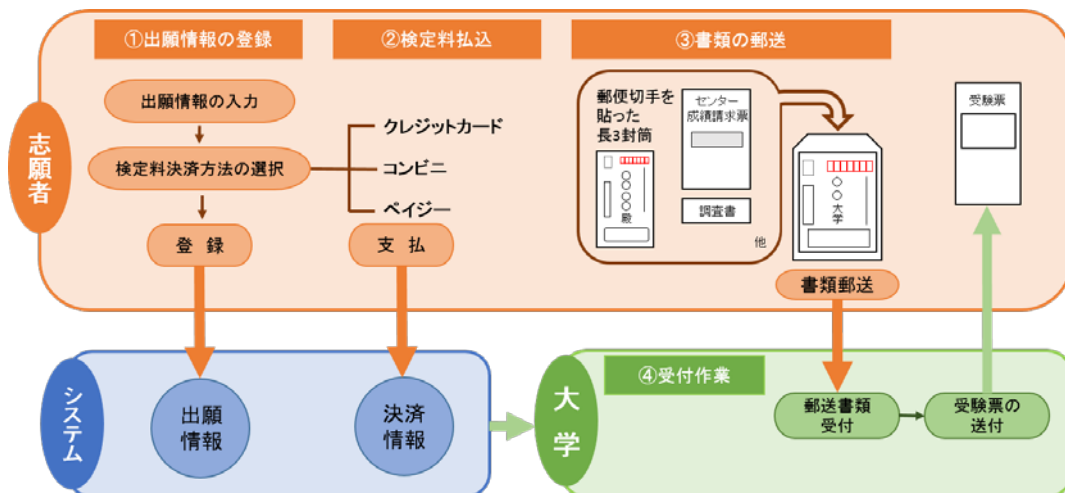 ①出願情報の登録
②検定料払込
③書類の郵送
志願者
出願情報の入力
検定料決済方法の選択
登 録
クレジットカード
コンビニ
ペイジー
支 払
郵便切手を
貼った
長3封筒
○○○○殿
センター
成績請求票
調査書
他
○○大学
書類郵送
受験票
システム
出願
情報
決済
情報
大学
④受付作業
郵送書類
受付
受験票の
送付